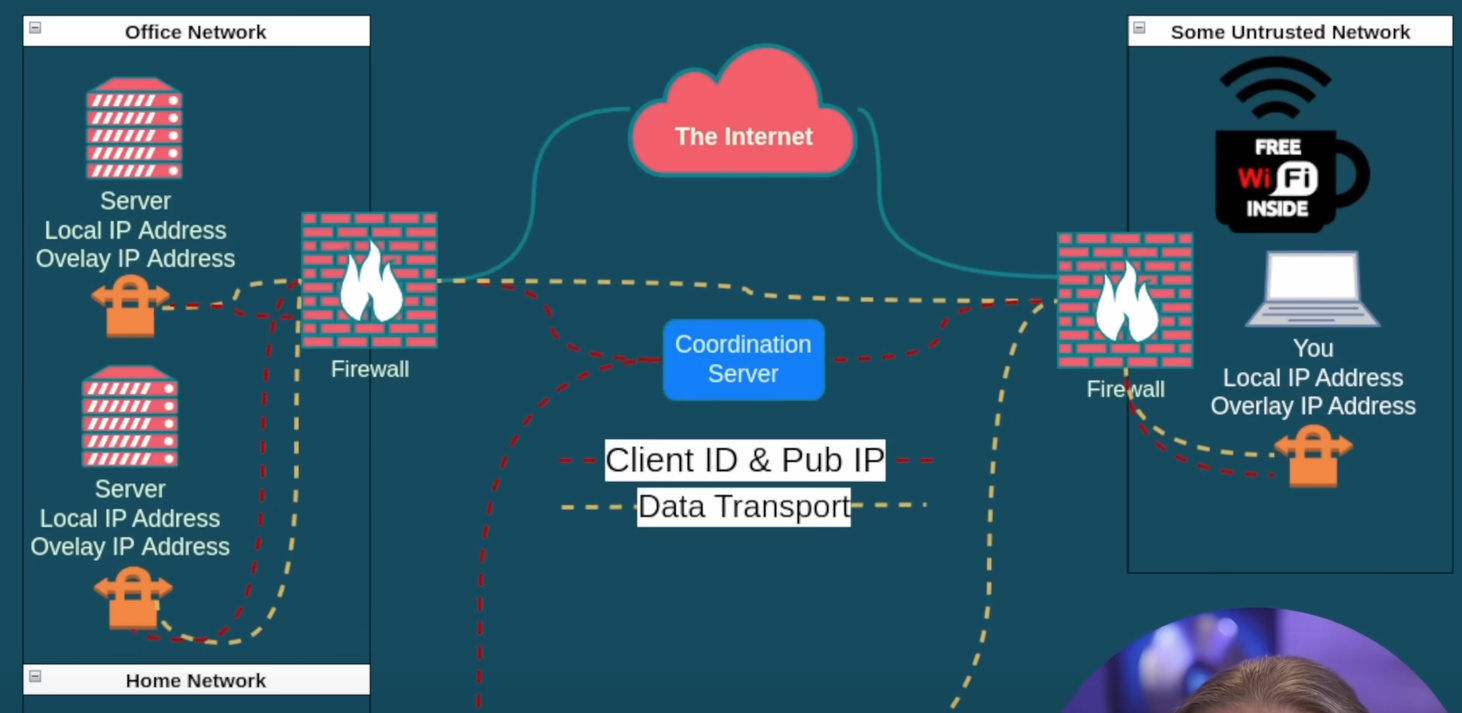 Office Network
Server
Local IP Address
Ovelay IP Address
Firewall
Server
Local IP Address
Ovelay IP Address
Home Network
The Internet
Coordination
Server
Client ID & Pub IP
Data Transport
Some Untrusted Network
FREE
Wi Fi
INSIDE
Firewall
You
Local IP Address
Overlay IP Address